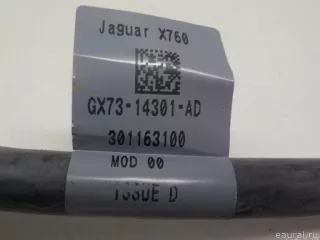 Jaguar X760
GX73-14301-AD
301163100
MOD 00
ISSUE D
eaural.ru